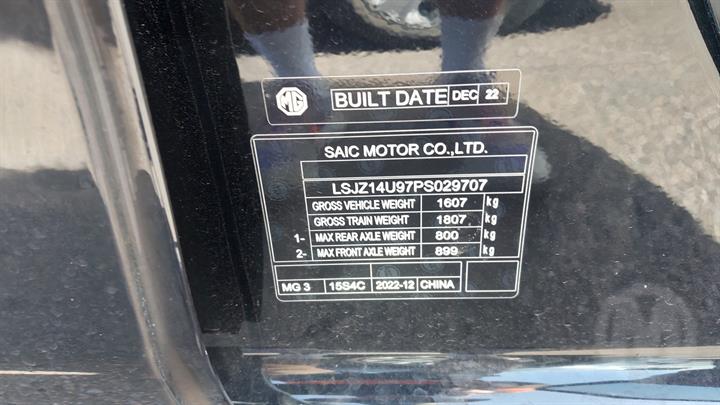 MG BUILT DATE DEC 22
SAIC MOTOR CO.,LTD.
LSJZ14U97PS029707
GROSS VEHICLE WEIGHT 1607 kg
GROSS TRAIN WEIGHT 1807 kg
1- MAX REAR AXLE WEIGHT 800 kg
2- MAX FRONT AXLE WEIGHT 899 kg
MG 3 15S4C 2022-12 CHINA